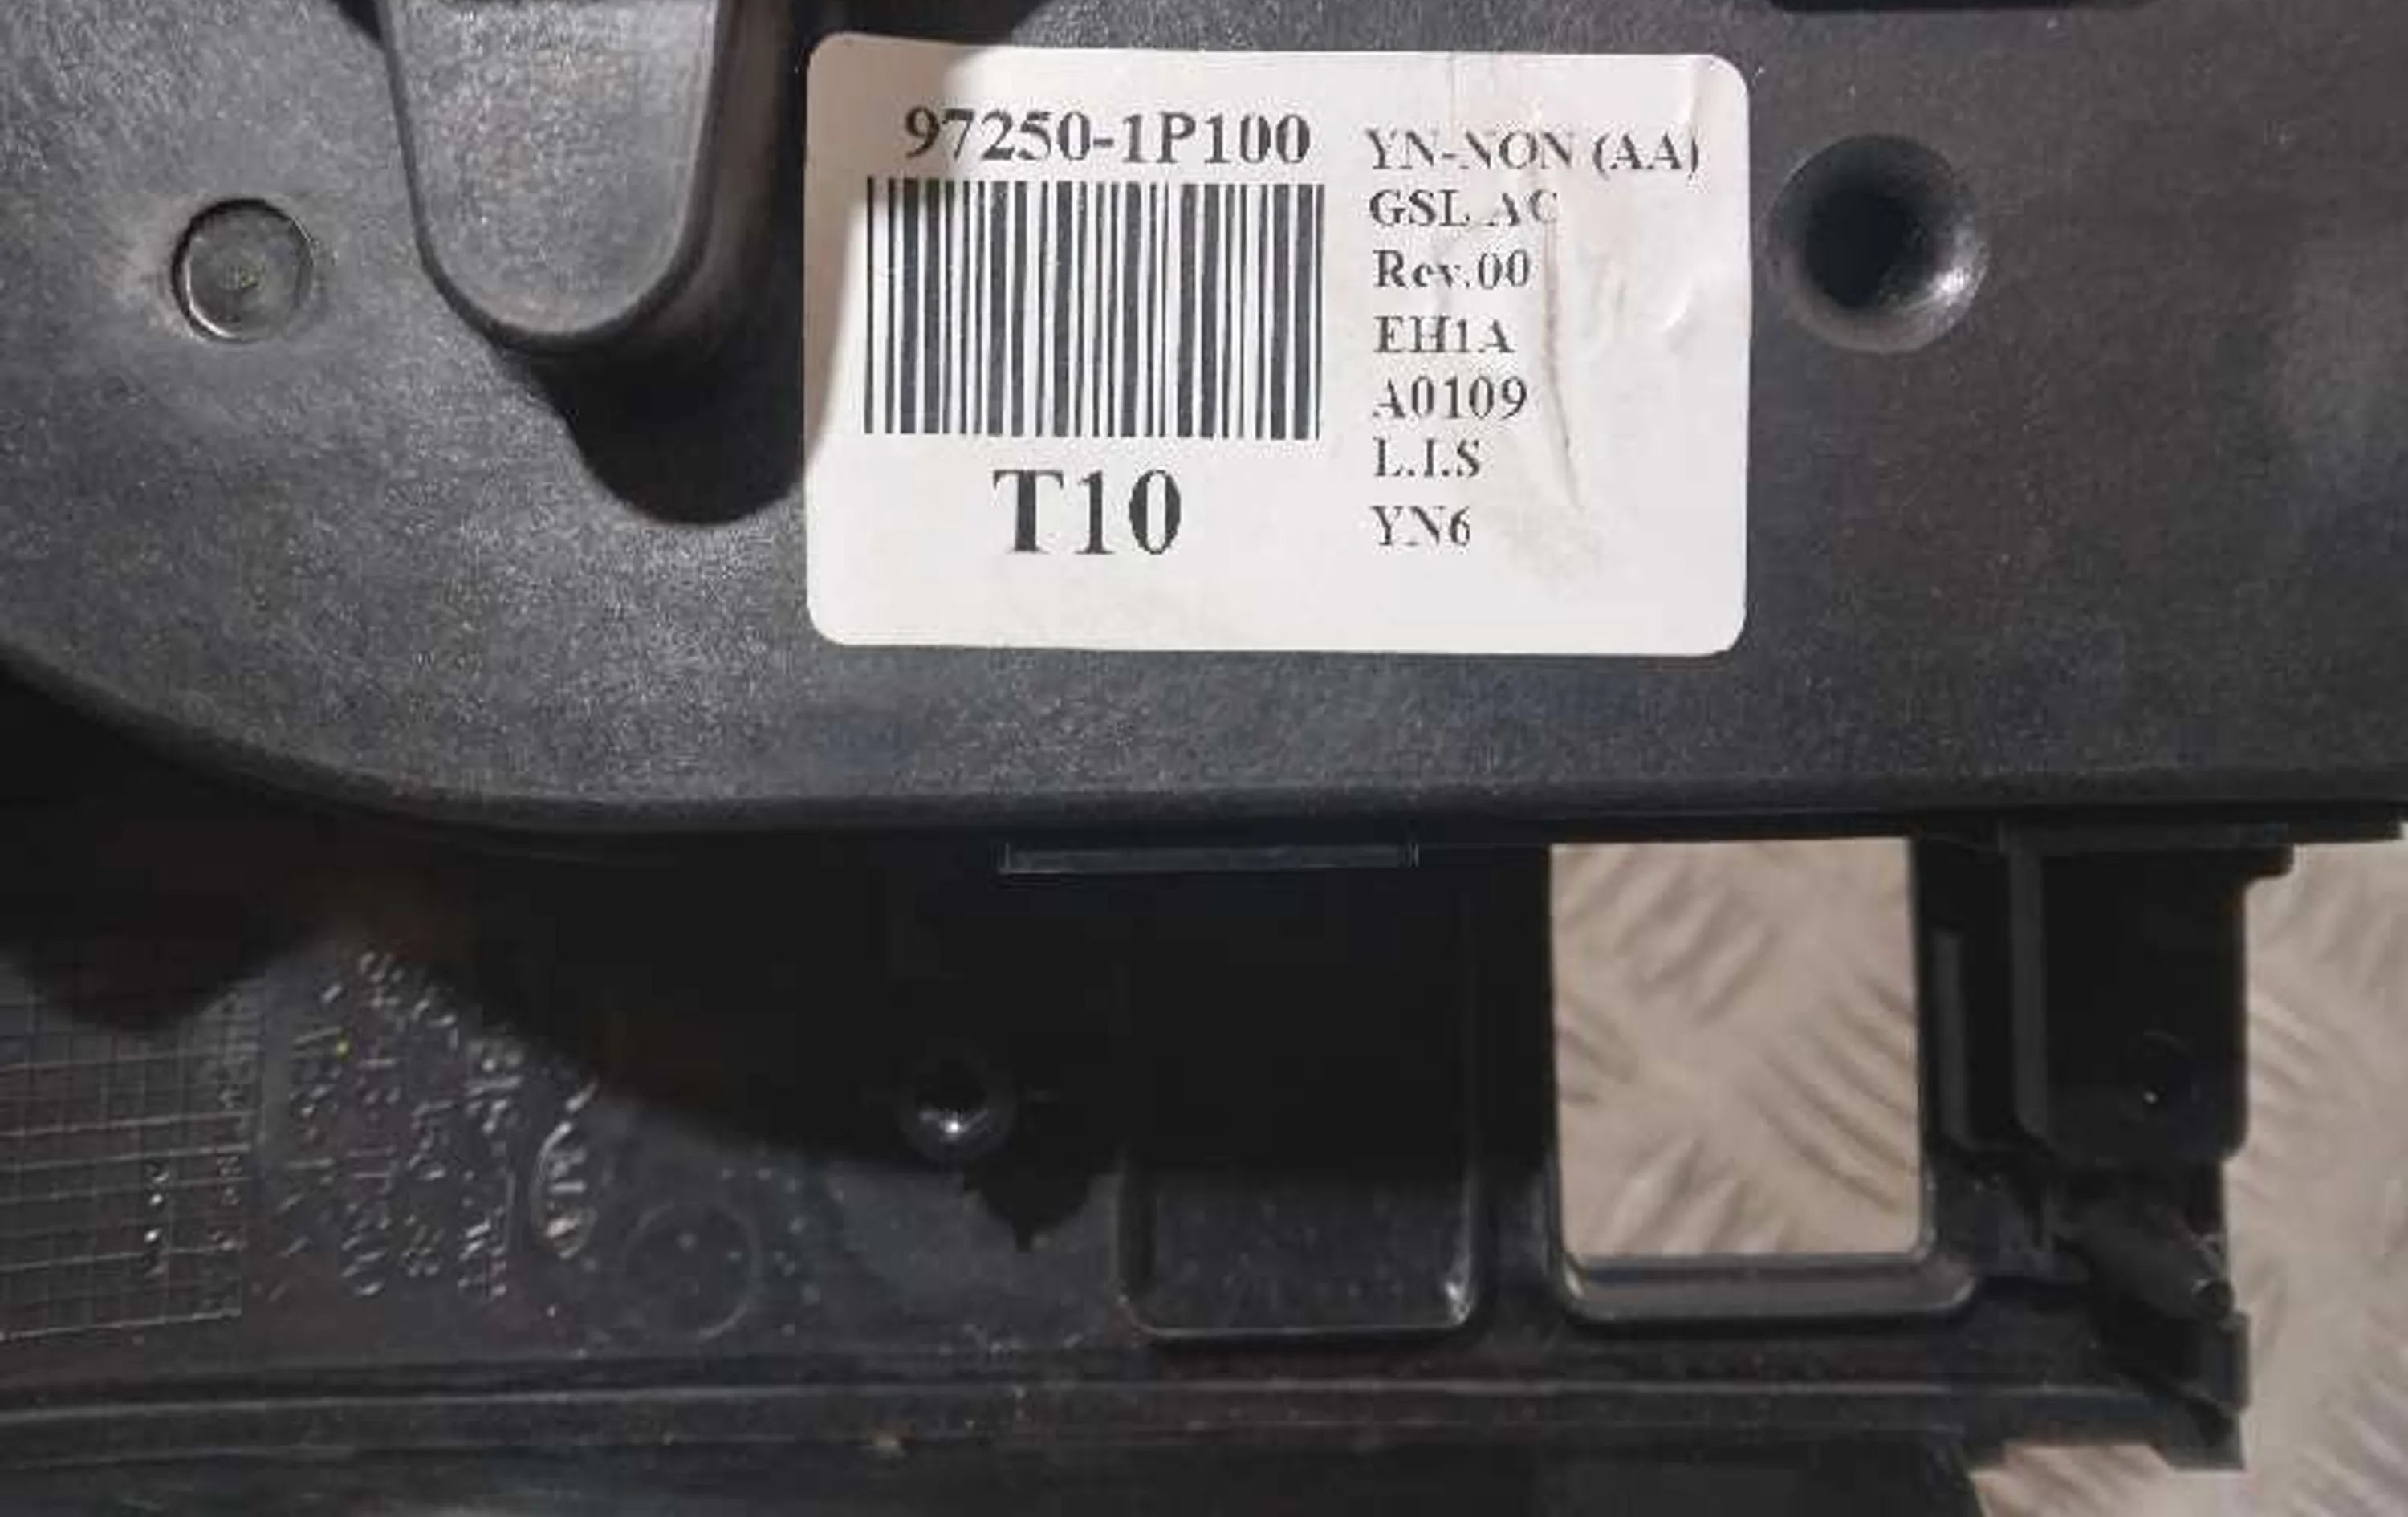 97250-1P100
T10
YN-NON (AA)
GSL AC
Rev.00
EH1A
A0109
L.I.S
YN6